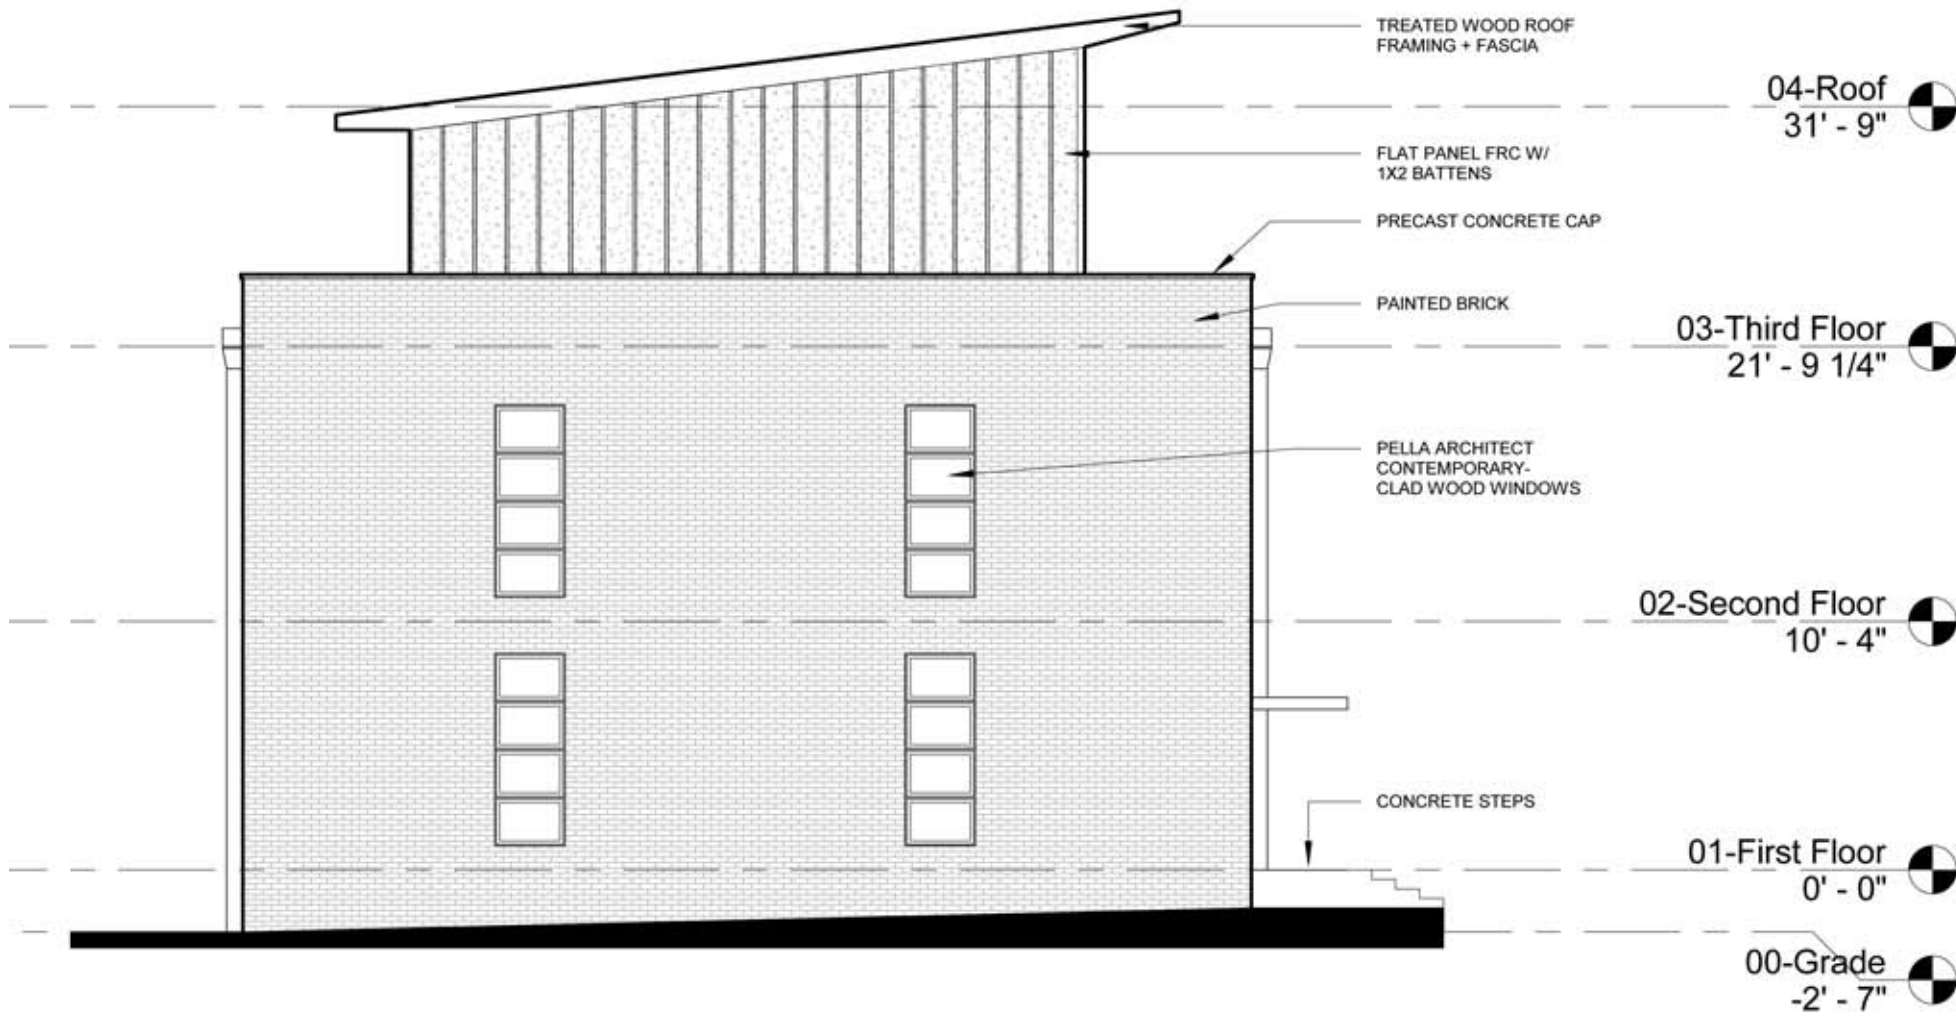 TREATED WOOD ROOF
FRAMING + FASCIA
04-Roof
31' - 9"
FLAT PANEL FRC W/
1X2 BATTENS
PRECAST CONCRETE CAP
PAINTED BRICK
03-Third Floor
21' - 9 1/4"
PELLA ARCHITECT
CONTEMPORARY-
CLAD WOOD WINDOWS
02-Second Floor
10' - 4"
CONCRETE STEPS
01-First Floor
0' - 0"
00-Grade
-2' - 7"